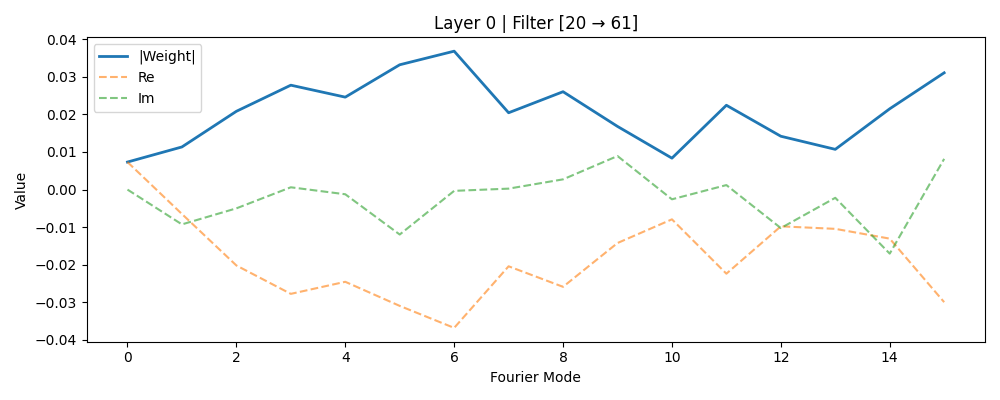 Layer 0 | Filter [20 → 61]
0.04
0.03
0.02
0.01
0.00
−0.01
−0.02
−0.03
−0.04
Value
|Weight|
Re
Im
0 2 4 6 8 10 12 14
Fourier Mode